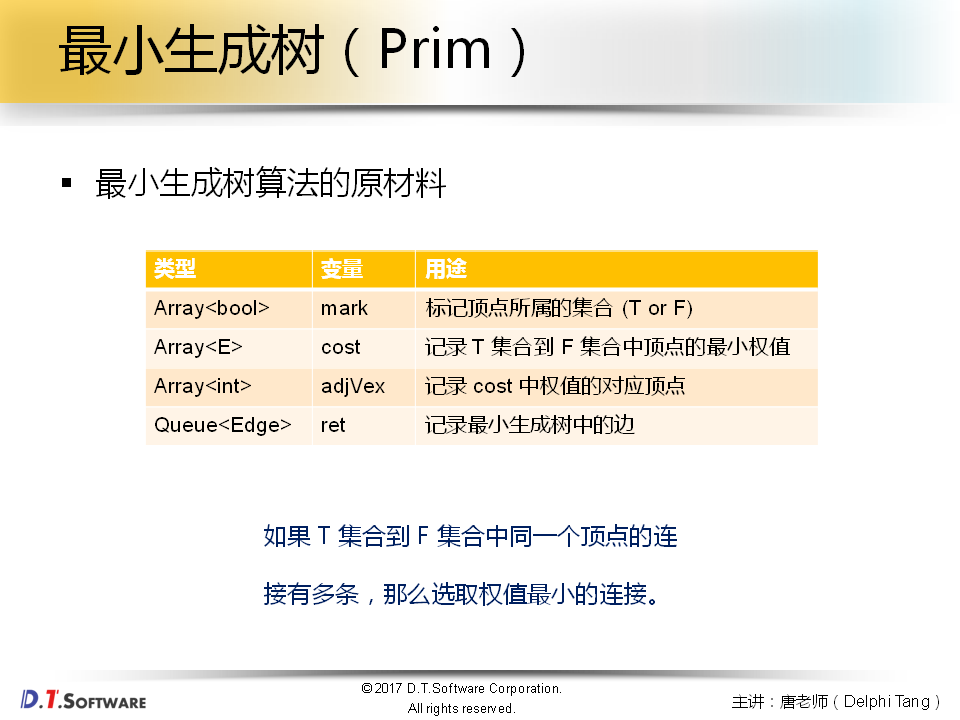 最小生成树（Prim）
▪ 最小生成树算法的原材料
类型 变量 用途
Array<bool> mark 标记顶点所属的集合 (T or F)
Array<E> cost 记录 T 集合到 F 集合中顶点的最小权值
Array<int> adjVex 记录 cost 中权值的对应顶点
Queue<Edge> ret 记录最小生成树中的边
如果 T 集合到 F 集合中同一个顶点的连
接有多条，那么选取权值最小的连接。
D.T.SOFTWARE
©2017 D.T.Software Corporation.
All rights reserved.
主讲：唐老师（Delphi Tang）